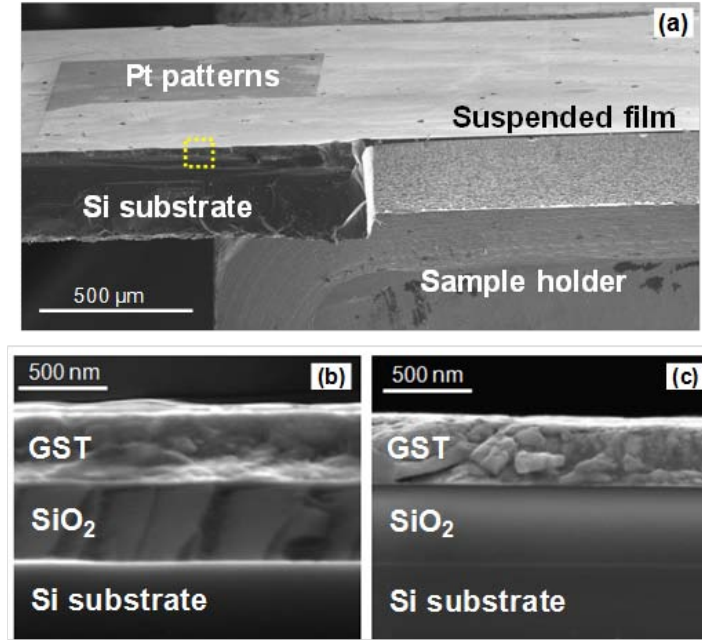 (a)
Pt patterns
Suspended film
Si substrate
Sample holder
500 µm
500 nm
(b)
GST
SiO₂
Si substrate
500 nm
(c)
GST
SiO₂
Si substrate